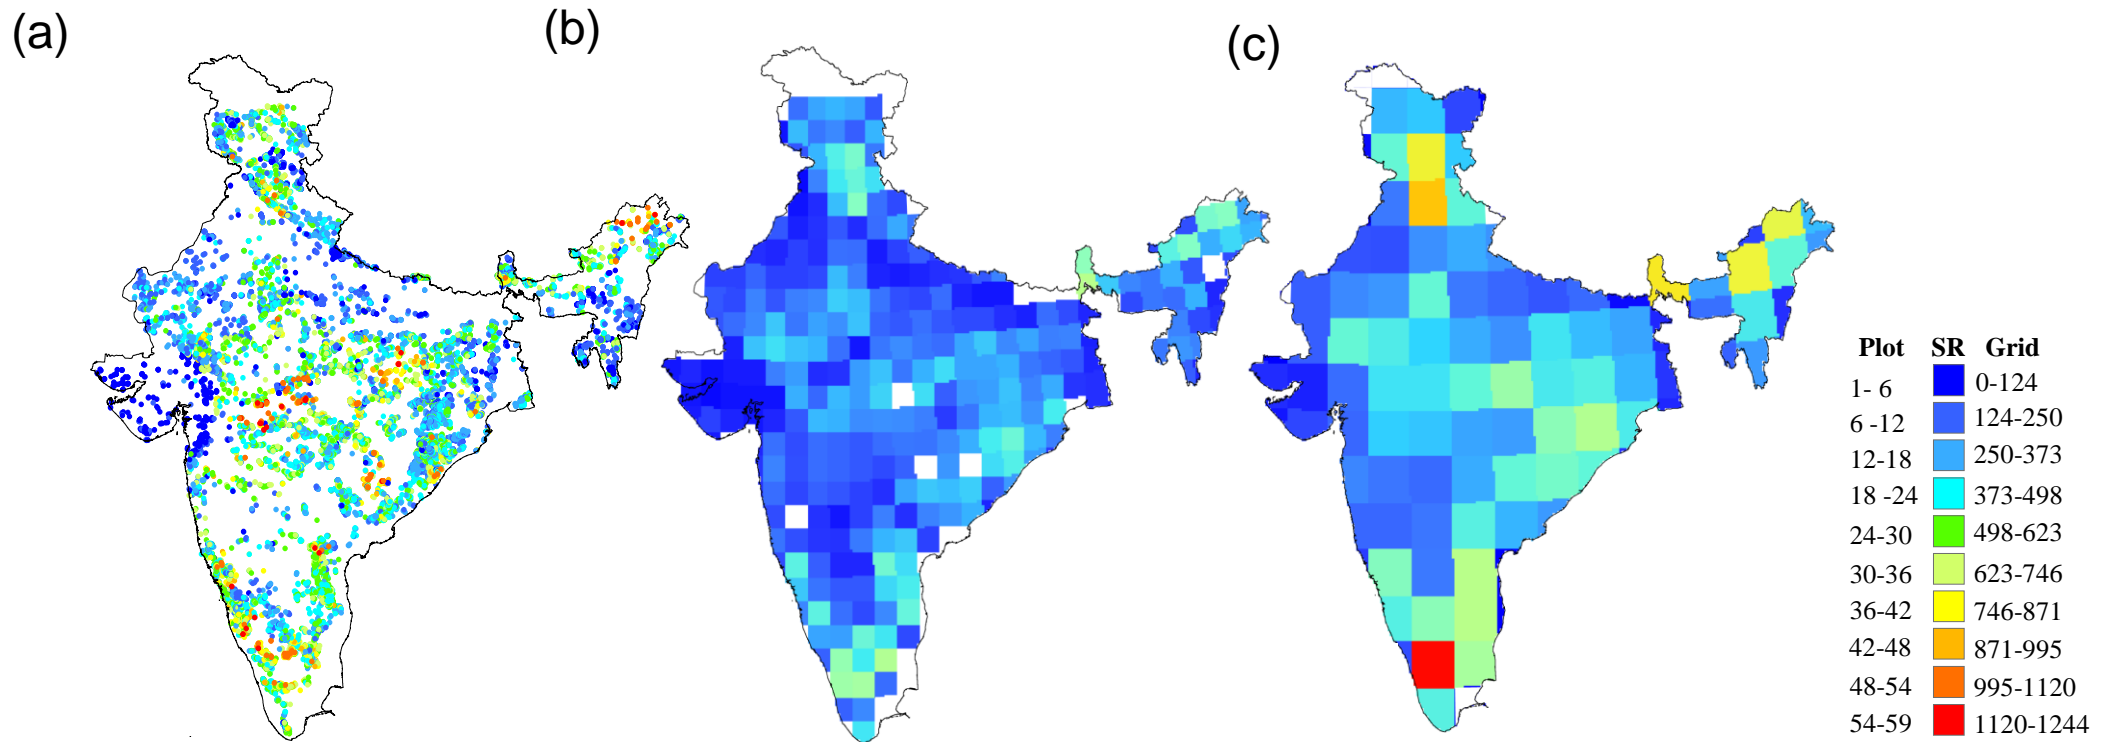 (a)
(b)
(c)
Plot SR Grid
1- 6 0-124
6 -12 124-250
12-18 250-373
18 -24 373-498
24-30 498-623
30-36 623-746
36-42 746-871
42-48 871-995
48-54 995-1120
54-59 1120-1244